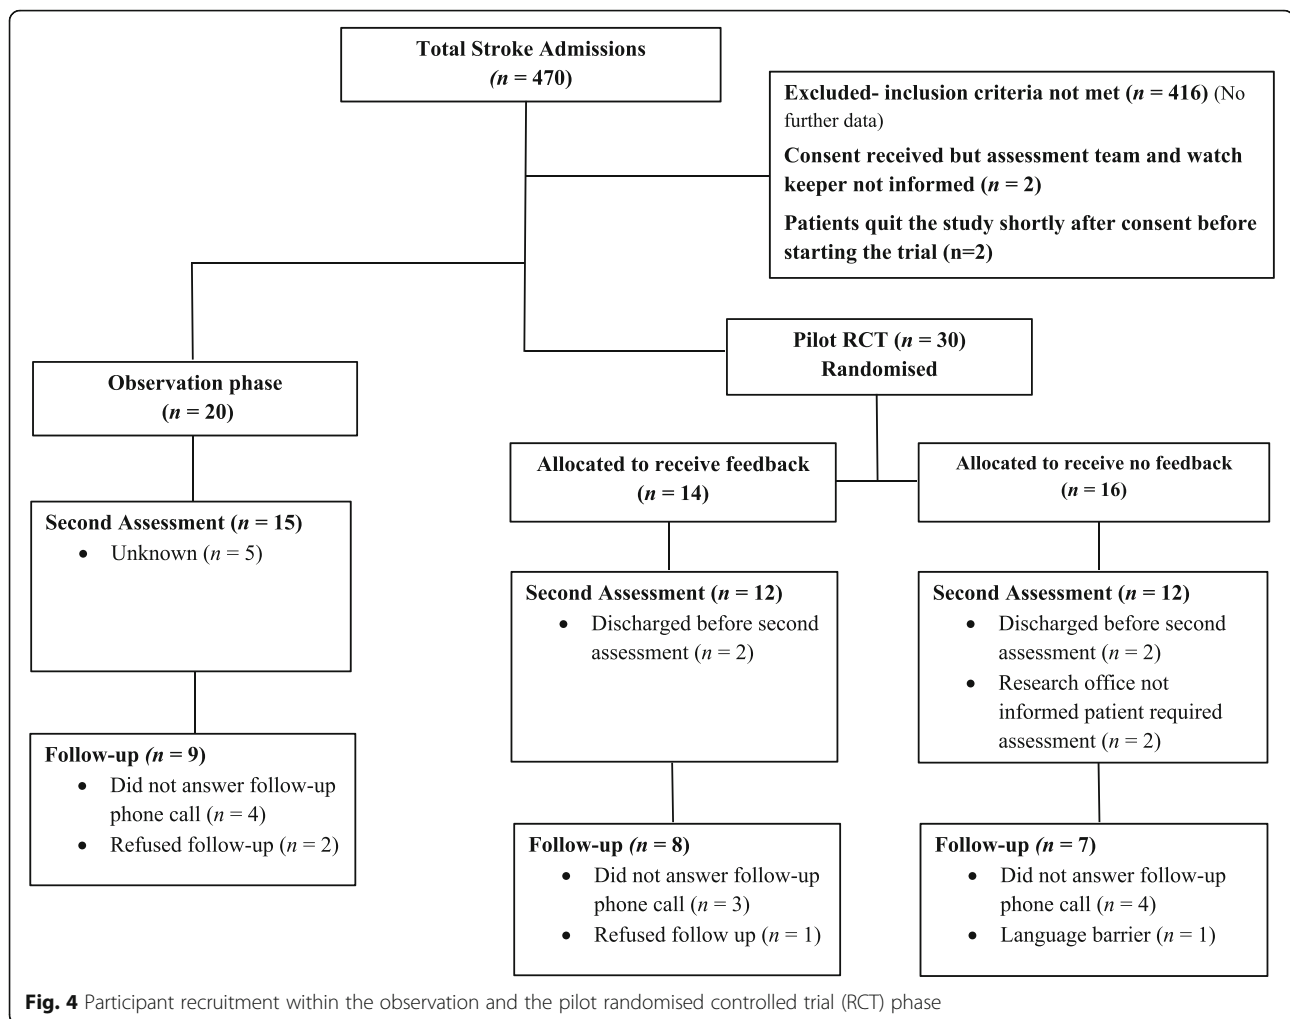 Total Stroke Admissions
(n = 470)
Excluded- inclusion criteria not met (n = 416) (No
further data)
Consent received but assessment team and watch
keeper not informed (n = 2)
Patients quit the study shortly after consent before
starting the trial (n=2)
Pilot RCT (n = 30)
Randomised
Observation phase
(n = 20)
Allocated to receive feedback
(n = 14)
Allocated to receive no feedback
(n = 16)
Second Assessment (n = 15)
• Unknown (n = 5)
Second Assessment (n = 12)
• Discharged before second
assessment (n = 2)
Second Assessment (n = 12)
• Discharged before second
assessment (n = 2)
• Research office not
informed patient required
assessment (n = 2)
Follow-up (n = 9)
• Did not answer follow-up
phone call (n = 4)
• Refused follow-up (n = 2)
Follow-up (n = 8)
• Did not answer follow-up
phone call (n = 3)
• Refused follow up (n = 1)
Follow-up (n = 7)
• Did not answer follow-up
phone call (n = 4)
• Language barrier (n = 1)
Fig. 4 Participant recruitment within the observation and the pilot randomised controlled trial (RCT) phase